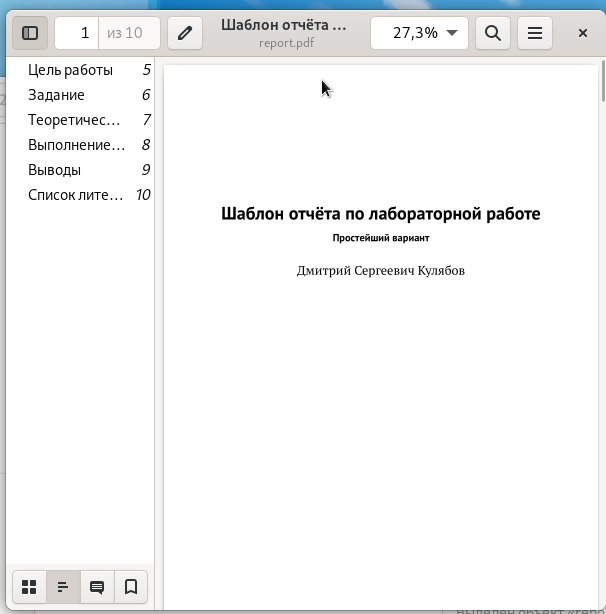 1 из 10
Шаблон отчёта ...
report.pdf
27,3%
Цель работы 5
Задание 6
Теоретичес... 7
Выполнение... 8
Выводы 9
Список лите... 10
Шаблон отчёта по лабораторной работе
Простейший вариант
Дмитрий Сергеевич Кулябов